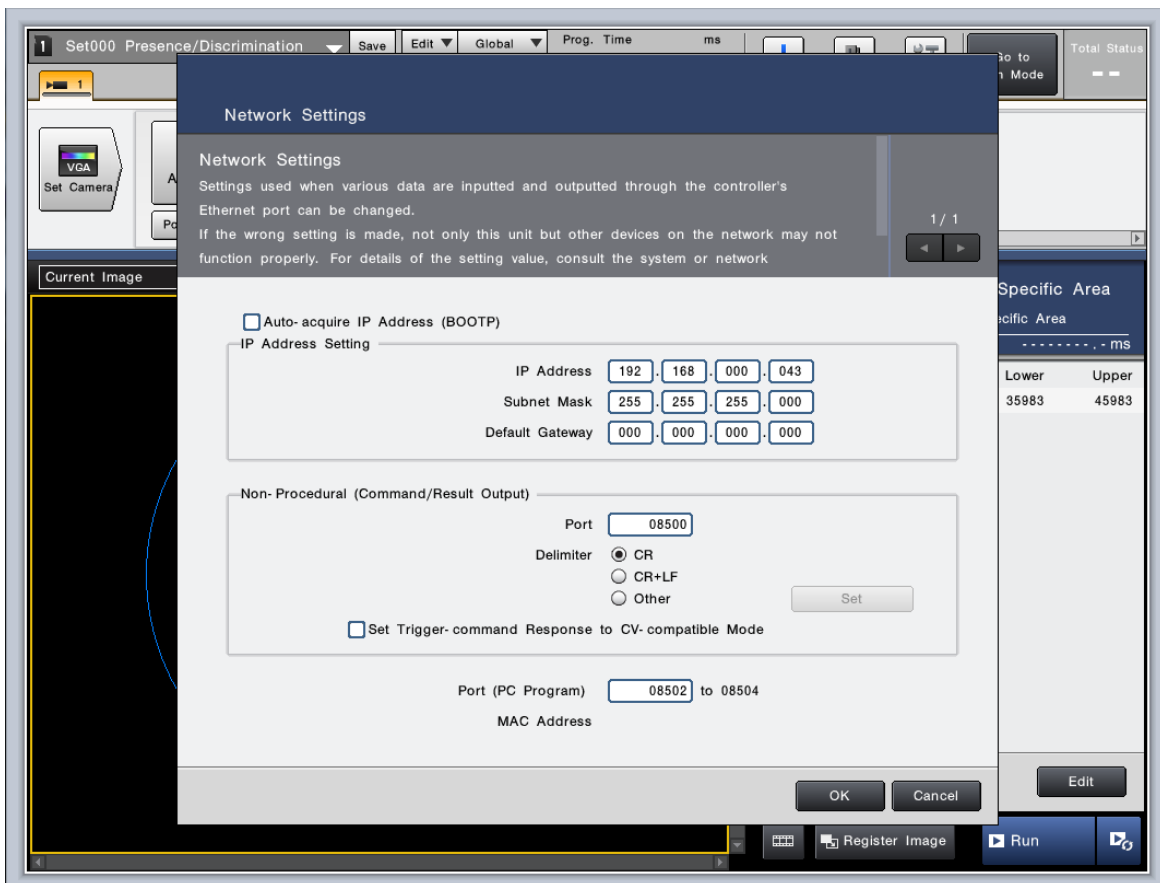 1 Set000 Presence/Discrimination Save Edit Global Prog. Time ms
Go to
Mode
Total Status
--
1
VGA
Set Camera
Network Settings
Network Settings
Settings used when various data are inputted and outputted through the controller's
Ethernet port can be changed.
If the wrong setting is made, not only this unit but other devices on the network may not
function properly. For details of the setting value, consult the system or network
1/ 1
Current Image
Specific Area
ecific Area
--------.- ms
Lower Upper
35983 45983
Auto- acquire IP Address (BOOTP)
IP Address Setting
IP Address 192 . 168 . 000 . 043
Subnet Mask 255 . 255 . 255 . 000
Default Gateway 000 . 000 . 000 . 000
Non- Procedural (Command/Result Output)
Port 08500
Delimiter CR
CR+LF
Other Set
Set Trigger- command Response to CV- compatible Mode
Port (PC Program) 08502 to 08504
MAC Address
OK Cancel
Edit
Register Image Run